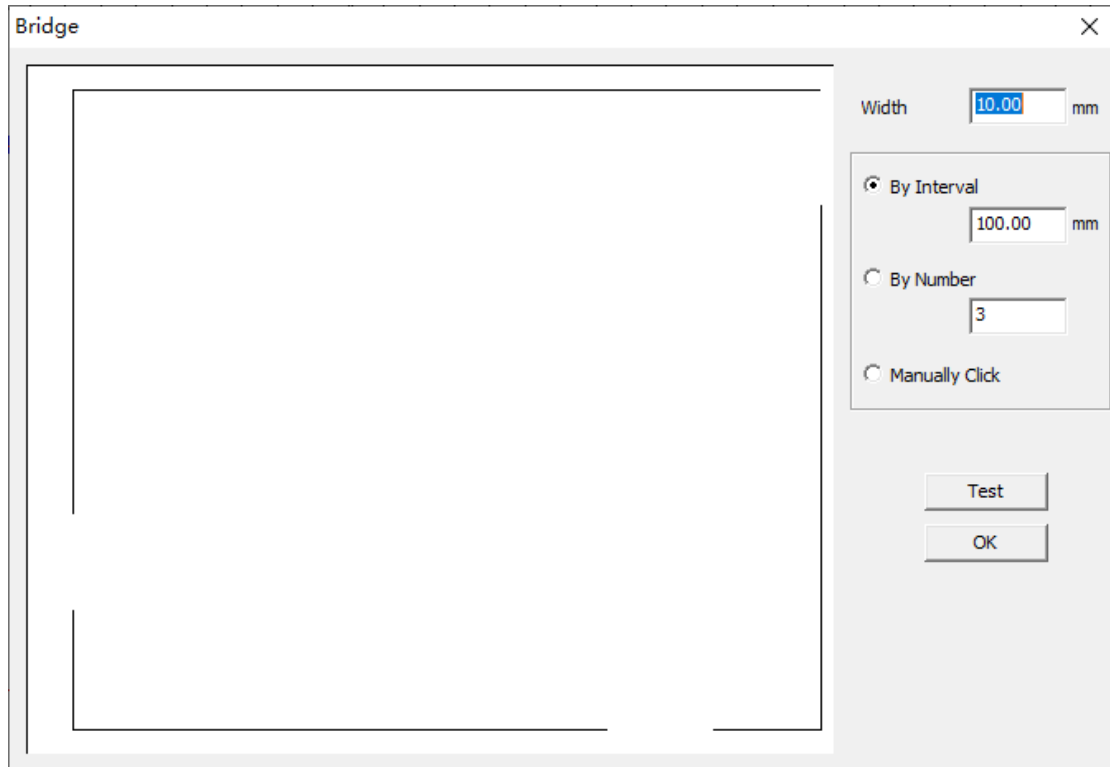 Bridge
Width 10.00 mm
By Interval
100.00 mm
By Number
3
Manually Click
Test
OK